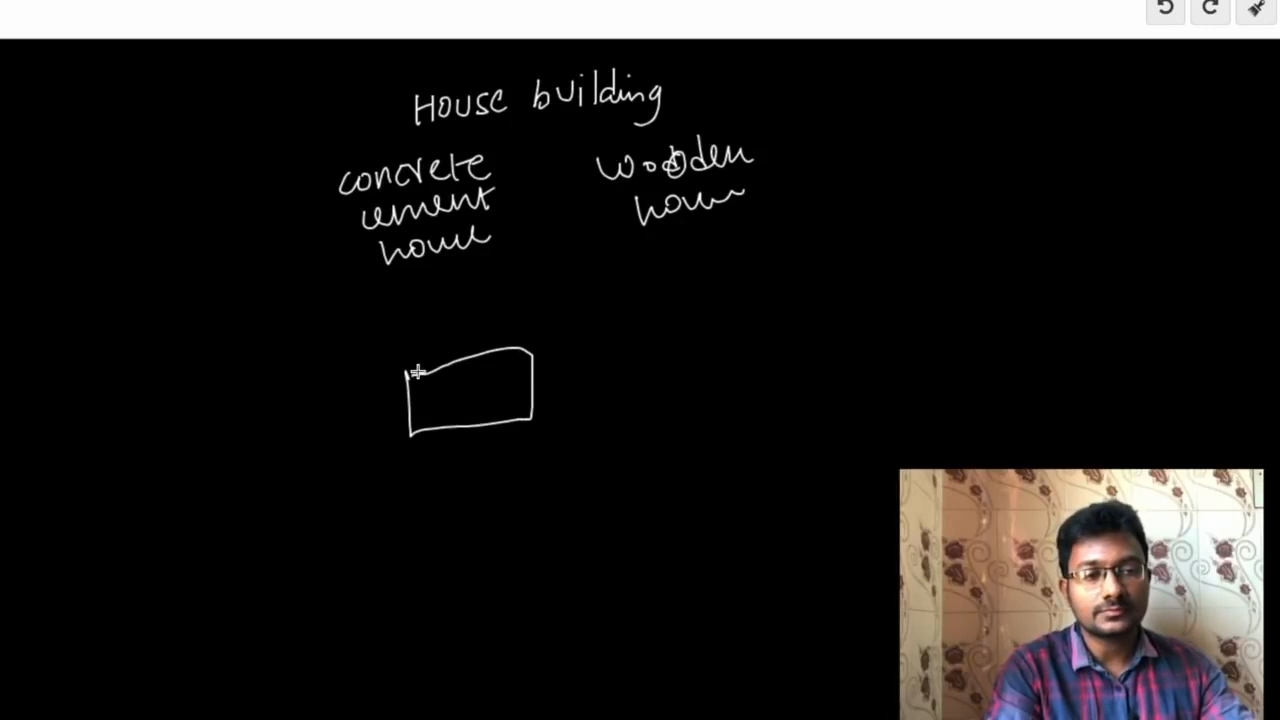 House building
concrete
cement
house
wooden
house